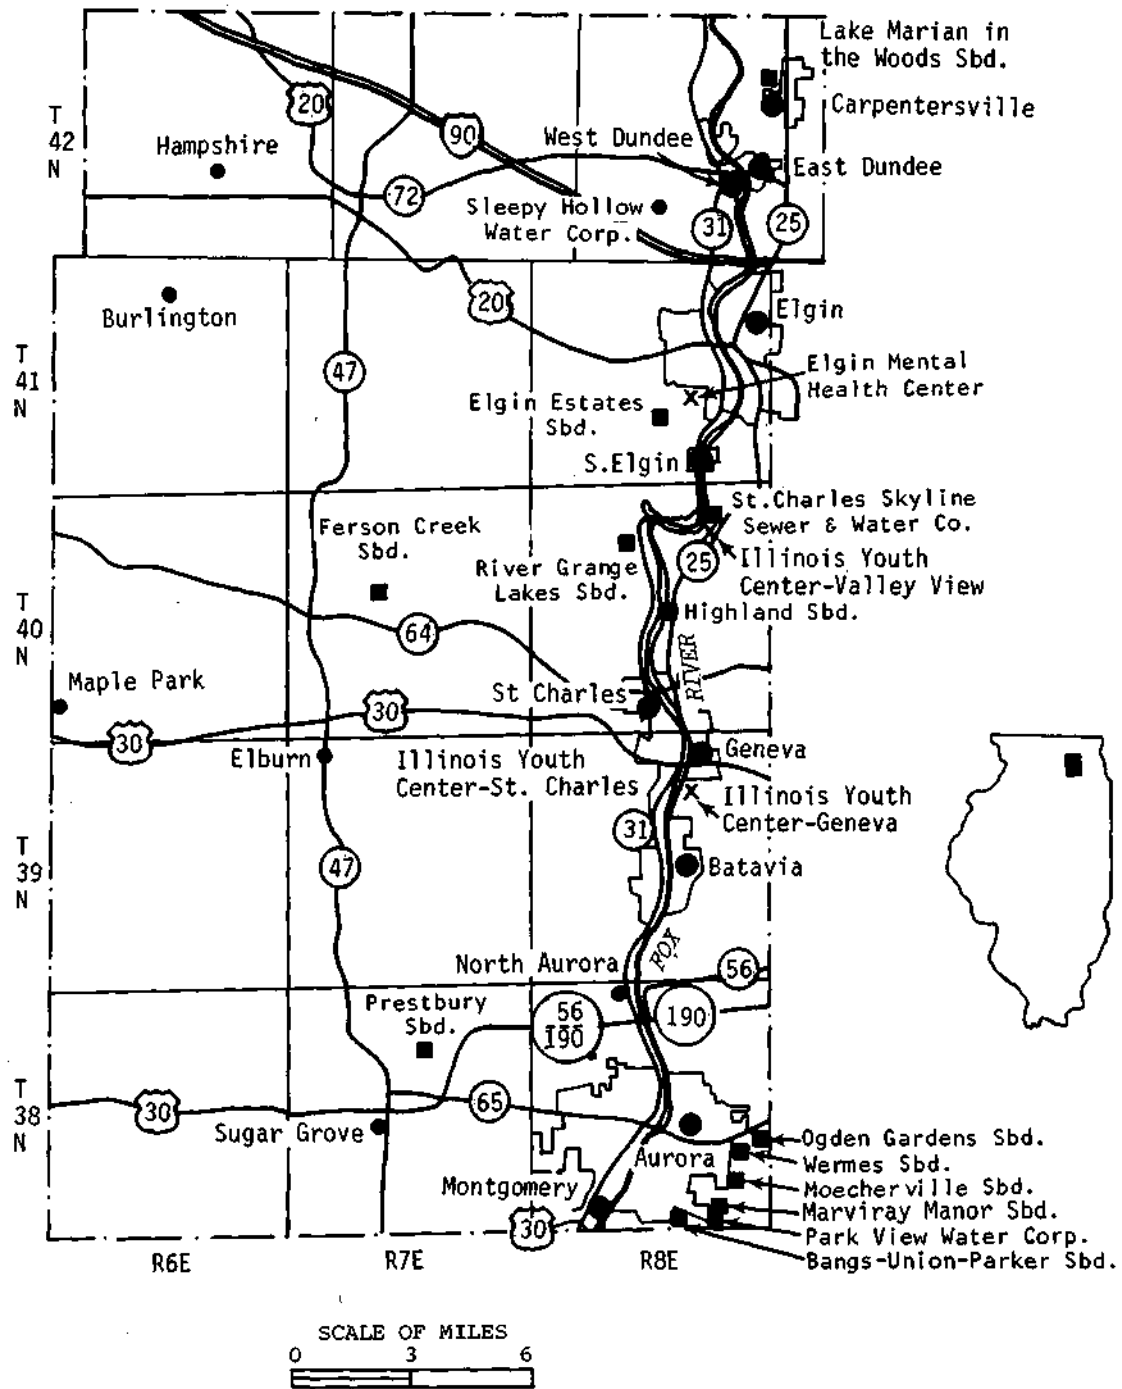 Lake Marian in
the Woods Sbd.
T
42
N
20
90
Carpentersville
Hampshire
West Dundee
East Dundee
72
Sleepy Hollow
Water Corp.
31
25
Burlington
20
Elgin
T
41
N
47
Elgin Mental
Health Center
Elgin Estates
Sbd.
S.Elgin
St.Charles Skyline
Sewer & Water Co.
Ferson Creek
Sbd.
River Grange
Lakes Sbd.
25
Illinois Youth
Center-Valley View
T
40
N
64
Highland Sbd.
RIVER
Maple Park
St Charles
30
30
Elburn
Illinois Youth
Center-St. Charles
Geneva
Illinois Youth
Center-Geneva
31
T
39
N
47
Batavia
FOX
North Aurora
56
Prestbury
Sbd.
56
190
190
T
38
N
30
65
Sugar Grove
Aurora
Ogden Gardens Sbd.
Wermes Sbd.
Montgomery
Moecherville Sbd.
Marviray Manor Sbd.
30
Park View Water Corp.
Bangs-Union-Parker Sbd.
R6E
R7E
R8E
SCALE OF MILES
0 3 6